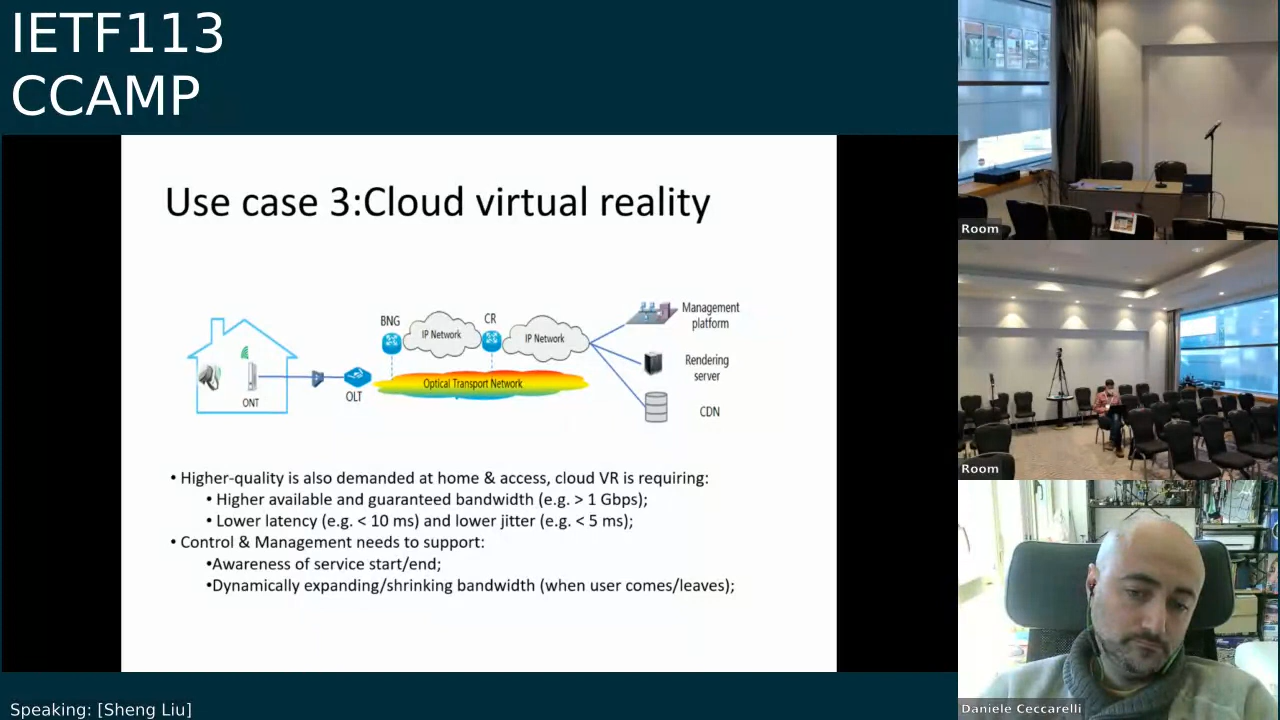 IETF113
CCAMP
Use case 3:Cloud virtual reality
BNG
IP Network
CR
IP Network
Management
platform
Rendering
server
CDN
ONT
OLT
Optical Transport Network
• Higher-quality is also demanded at home & access, cloud VR is requiring:
• Higher available and guaranteed bandwidth (e.g. > 1 Gbps);
• Lower latency (e.g. < 10 ms) and lower jitter (e.g. < 5 ms);
• Control & Management needs to support:
•Awareness of service start/end;
•Dynamically expanding/shrinking bandwidth (when user comes/leaves);
Speaking: [Sheng Liu]
Room
Room
Daniele Ceccarelli